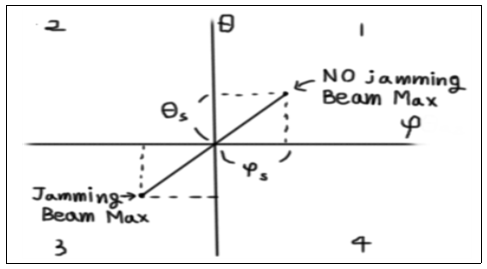 2
θ
1
NO jamming
Beam Max
θs
φ
φs
Jamming
Beam Max
3
4